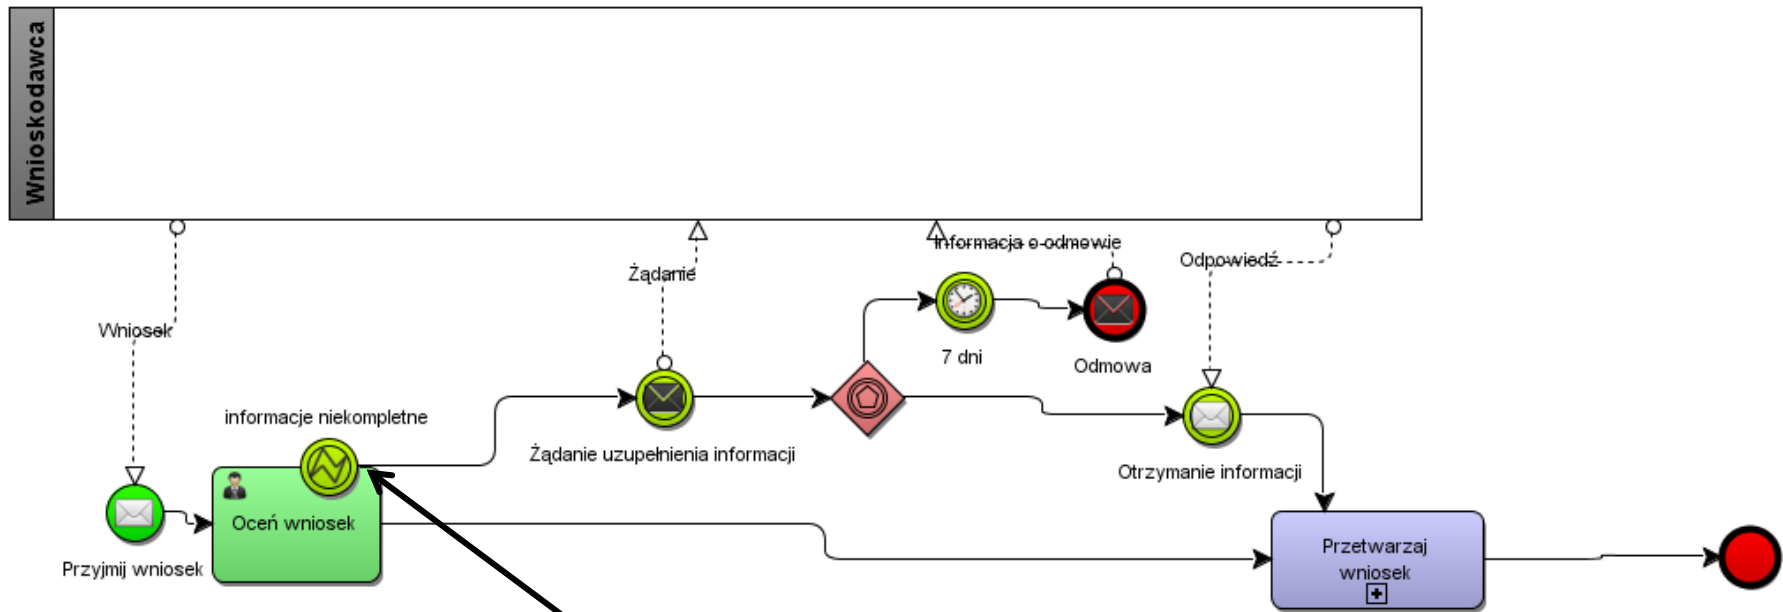 Wnioskodawca
Informacja o odmowie
Odpowiedź
Żądanie
Wniosek
7 dni
Odmowa
informacje niekompletne
Żądanie uzupełnienia informacji
Otrzymanie informacji
Oceń wniosek
Przyjmij wniosek
Przetwarzaj
wniosek